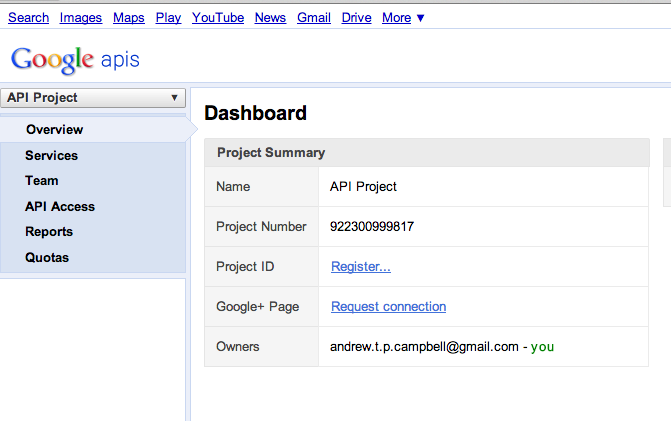 Search Images Maps Play YouTube News Gmail Drive More ▼
Google apis
API Project ▼
Dashboard
Overview
Project Summary
Services
Name API Project
Team
API Access
Project Number 922300999817
Reports
Quotas
Project ID Register...
Google+ Page Request connection
Owners andrew.t.p.campbell@gmail.com - you